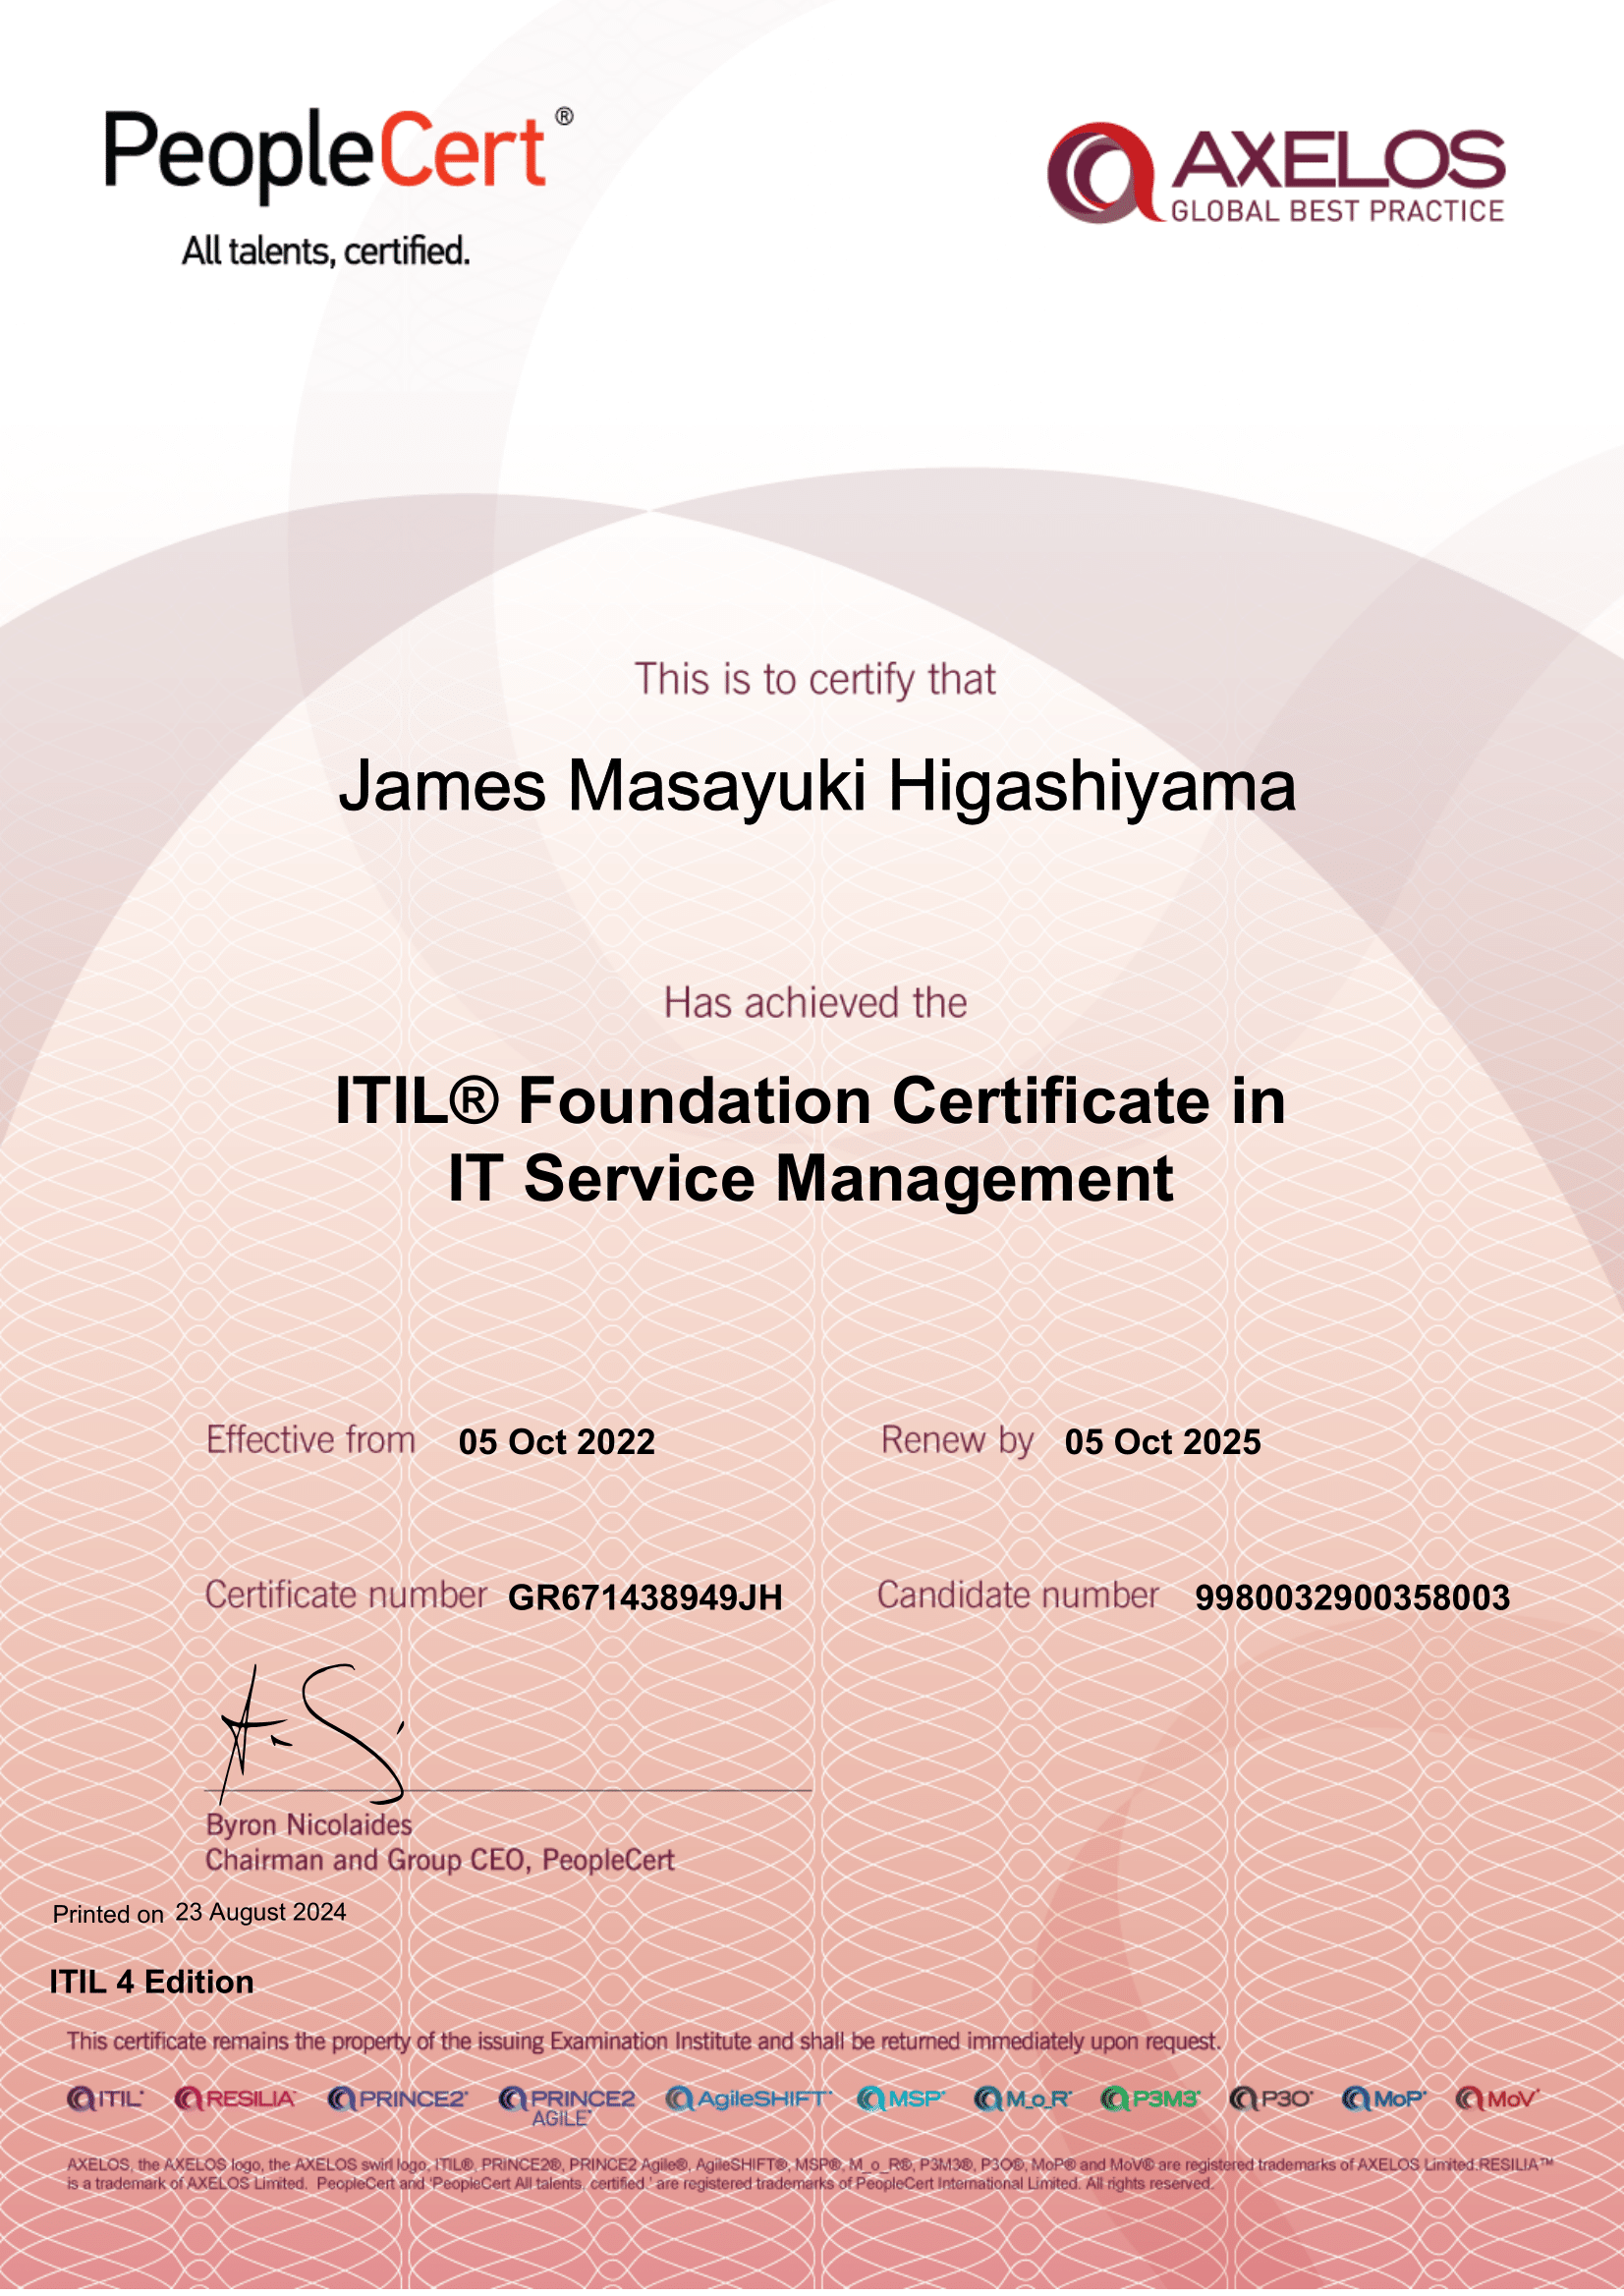 PeopleCert®
All talents, certified.
AXELOS
GLOBAL BEST PRACTICE
This is to certify that
James Masayuki Higashiyama
Has achieved the
ITIL® Foundation Certificate in
IT Service Management
Effective from 05 Oct 2022 Renew by 05 Oct 2025
Certificate number GR671438949JH Candidate number 9980032900358003
Byron Nicolaides
Chairman and Group CEO, PeopleCert
Printed on 23 August 2024
ITIL 4 Edition
This certificate remains the property of the issuing Examination Institute and shall be returned immediately upon request.
ITIL® RESILIA™ PRINCE2® PRINCE2 AGILE® AgileSHIFT® MSP® M_o_R® P3M3® P3O® MoP® MoV®
AXELOS, the AXELOS logo, the AXELOS swirl logo, ITIL®, PRINCE2®, PRINCE2 Agile®, AgileSHIFT®, MSP®, M_o_R®, P3M3®, P3O®, MoP® and MoV® are registered trademarks of AXELOS Limited.RESILIA™
is a trademark of AXELOS Limited. PeopleCert and 'PeopleCert All talents, certified.' are registered trademarks of PeopleCert International Limited. All rights reserved.